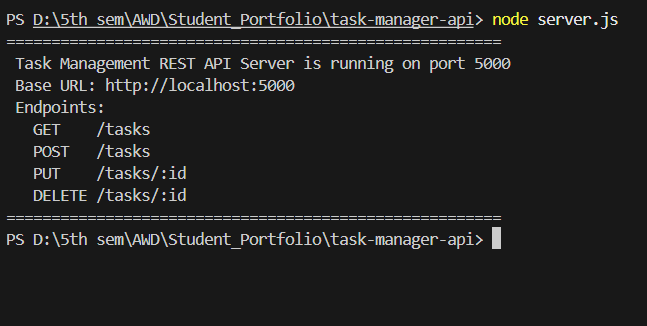 PS D:\5th sem\AWD\Student_Portfolio\task-manager-api> node server.js
=======================================================
Task Management REST API Server is running on port 5000
Base URL: http://localhost:5000
Endpoints:
GET    /tasks
POST   /tasks
PUT    /tasks/:id
DELETE /tasks/:id
=======================================================
PS D:\5th sem\AWD\Student_Portfolio\task-manager-api>